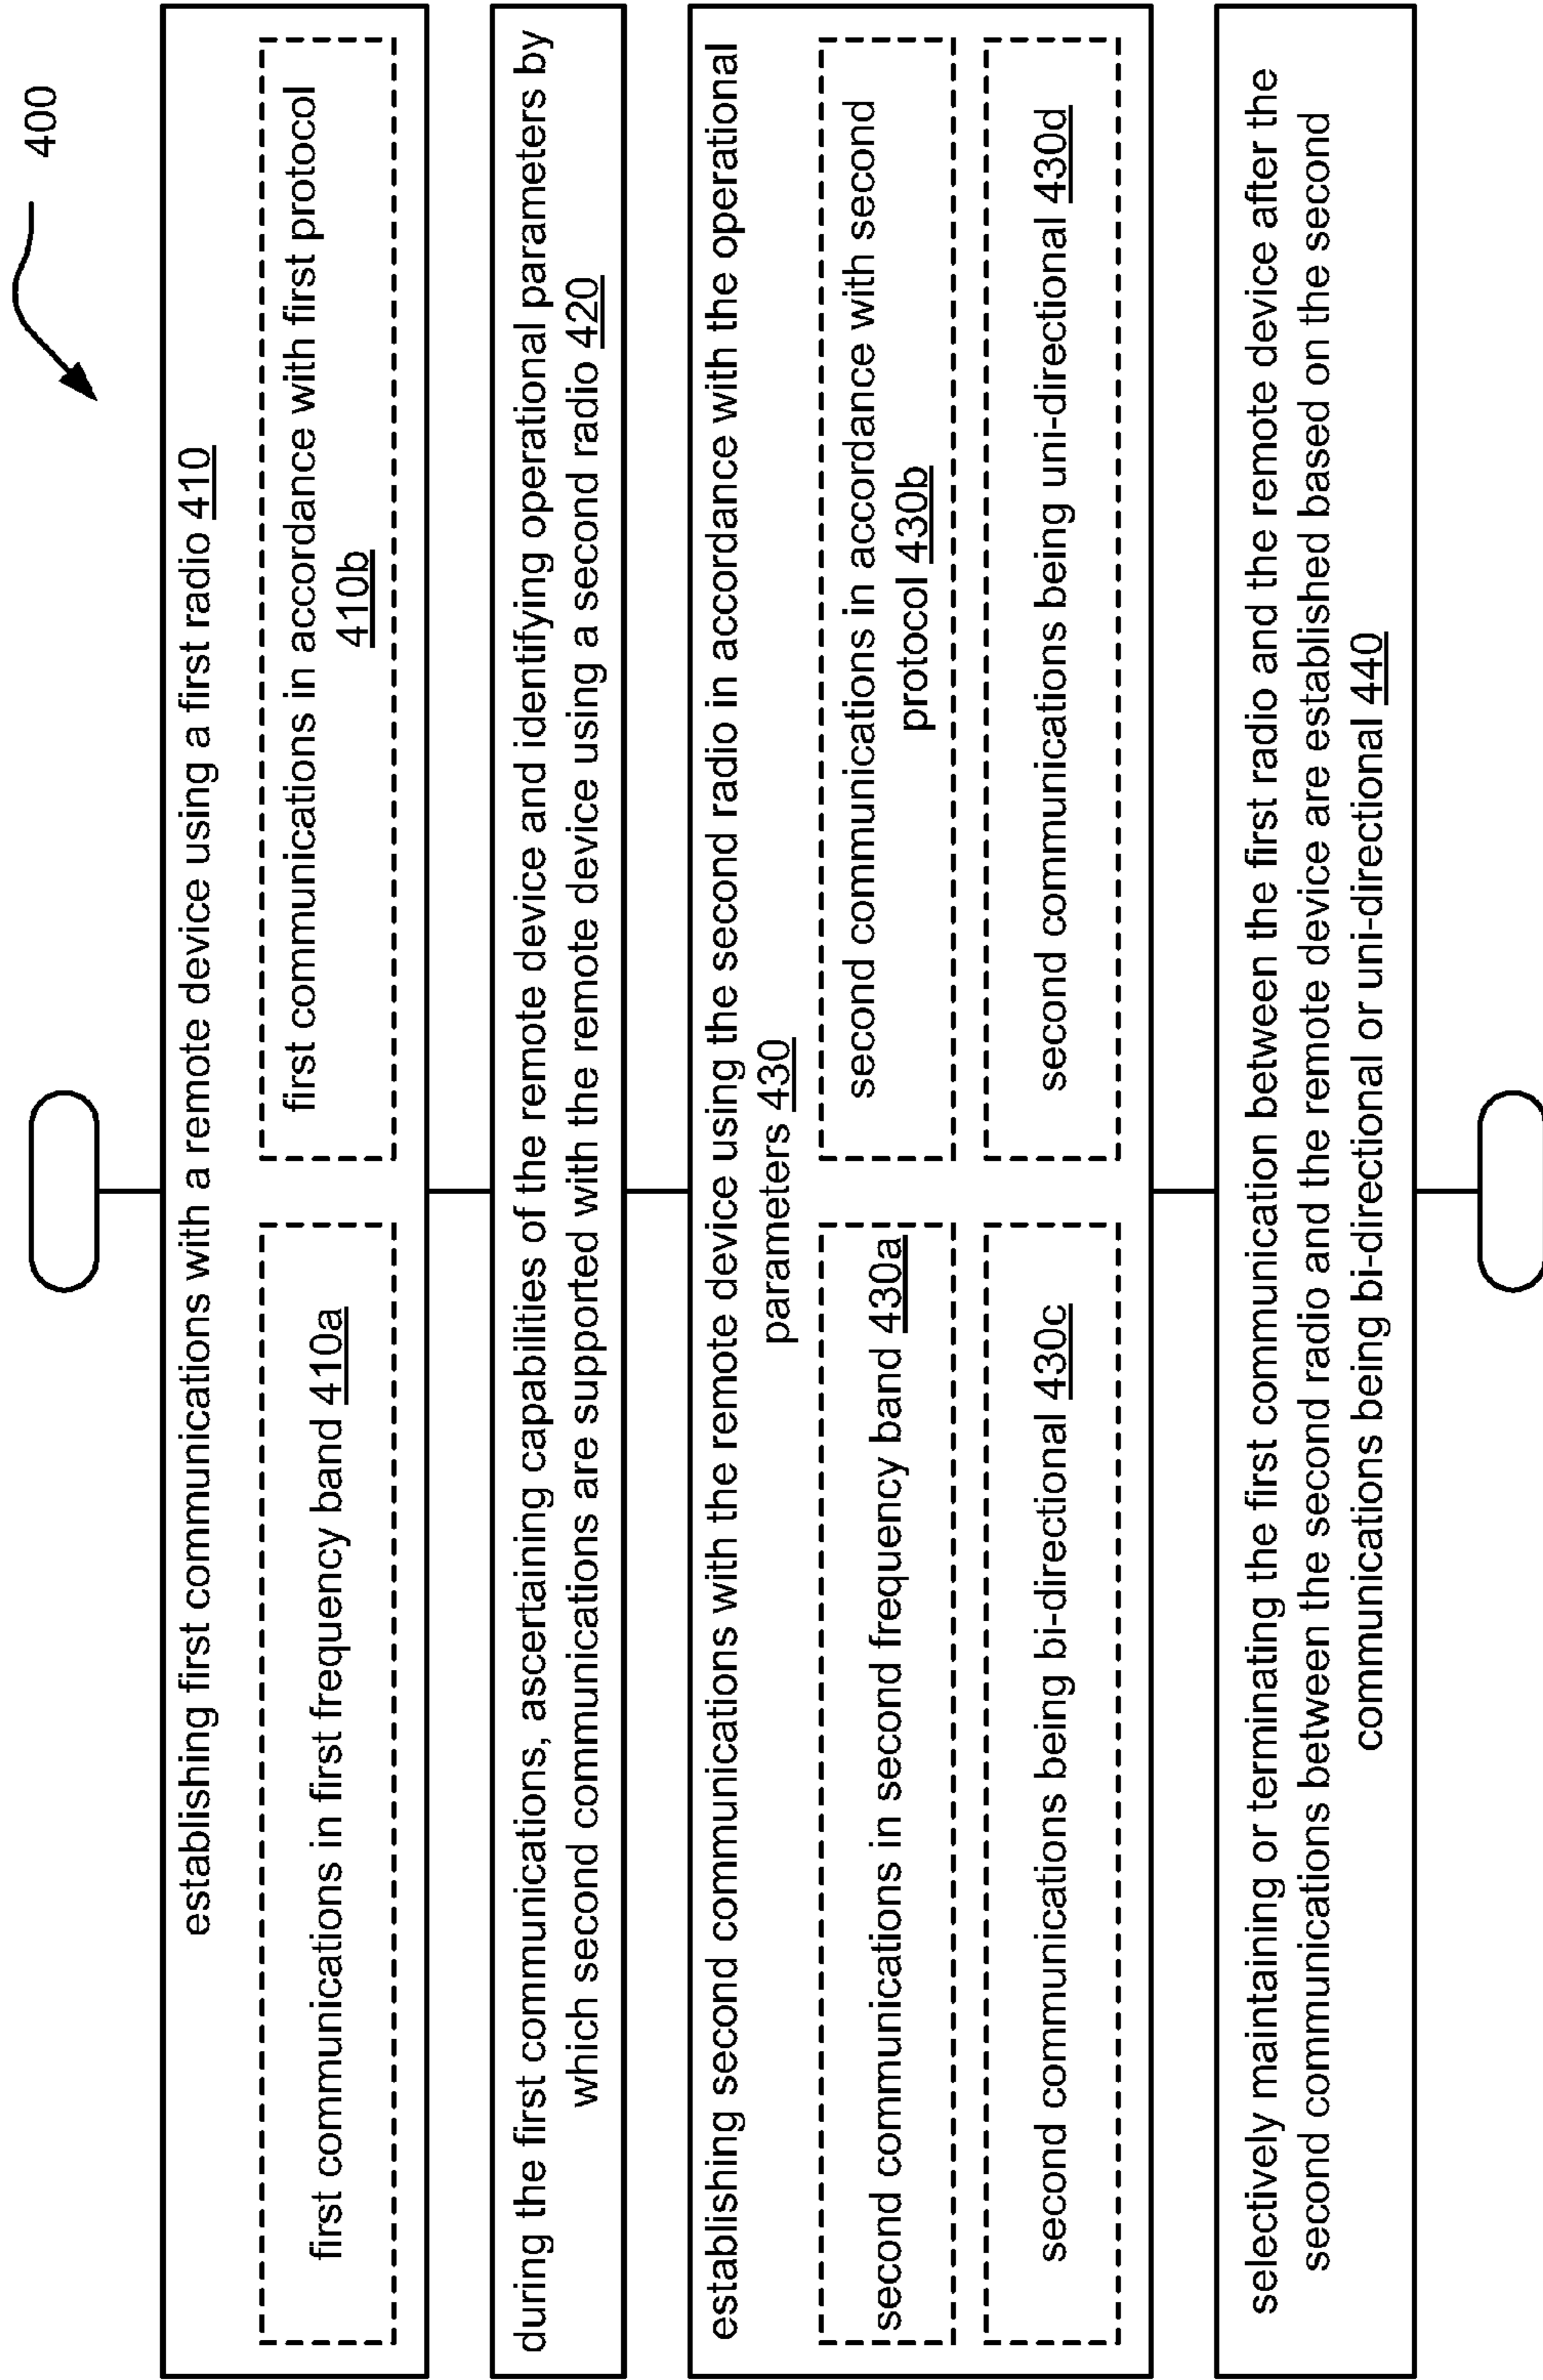 400
establishing first communications with a remote device using a first radio 410
first communications in first frequency band 410a
first communications in accordance with first protocol
410b
during the first communications, ascertaining capabilities of the remote device and identifying operational parameters by
which second communications are supported with the remote device using a second radio 420
establishing second communications with the remote device using the second radio in accordance with the operational
parameters 430
second communications in second frequency band 430a
second communications in accordance with second
protocol 430b
second communications being bi-directional 430c
second communications being uni-directional 430d
selectively maintaining or terminating the first communication between the first radio and the remote device after the
second communications between the second radio and the remote device are established based on the second
communications being bi-directional or uni-directional 440